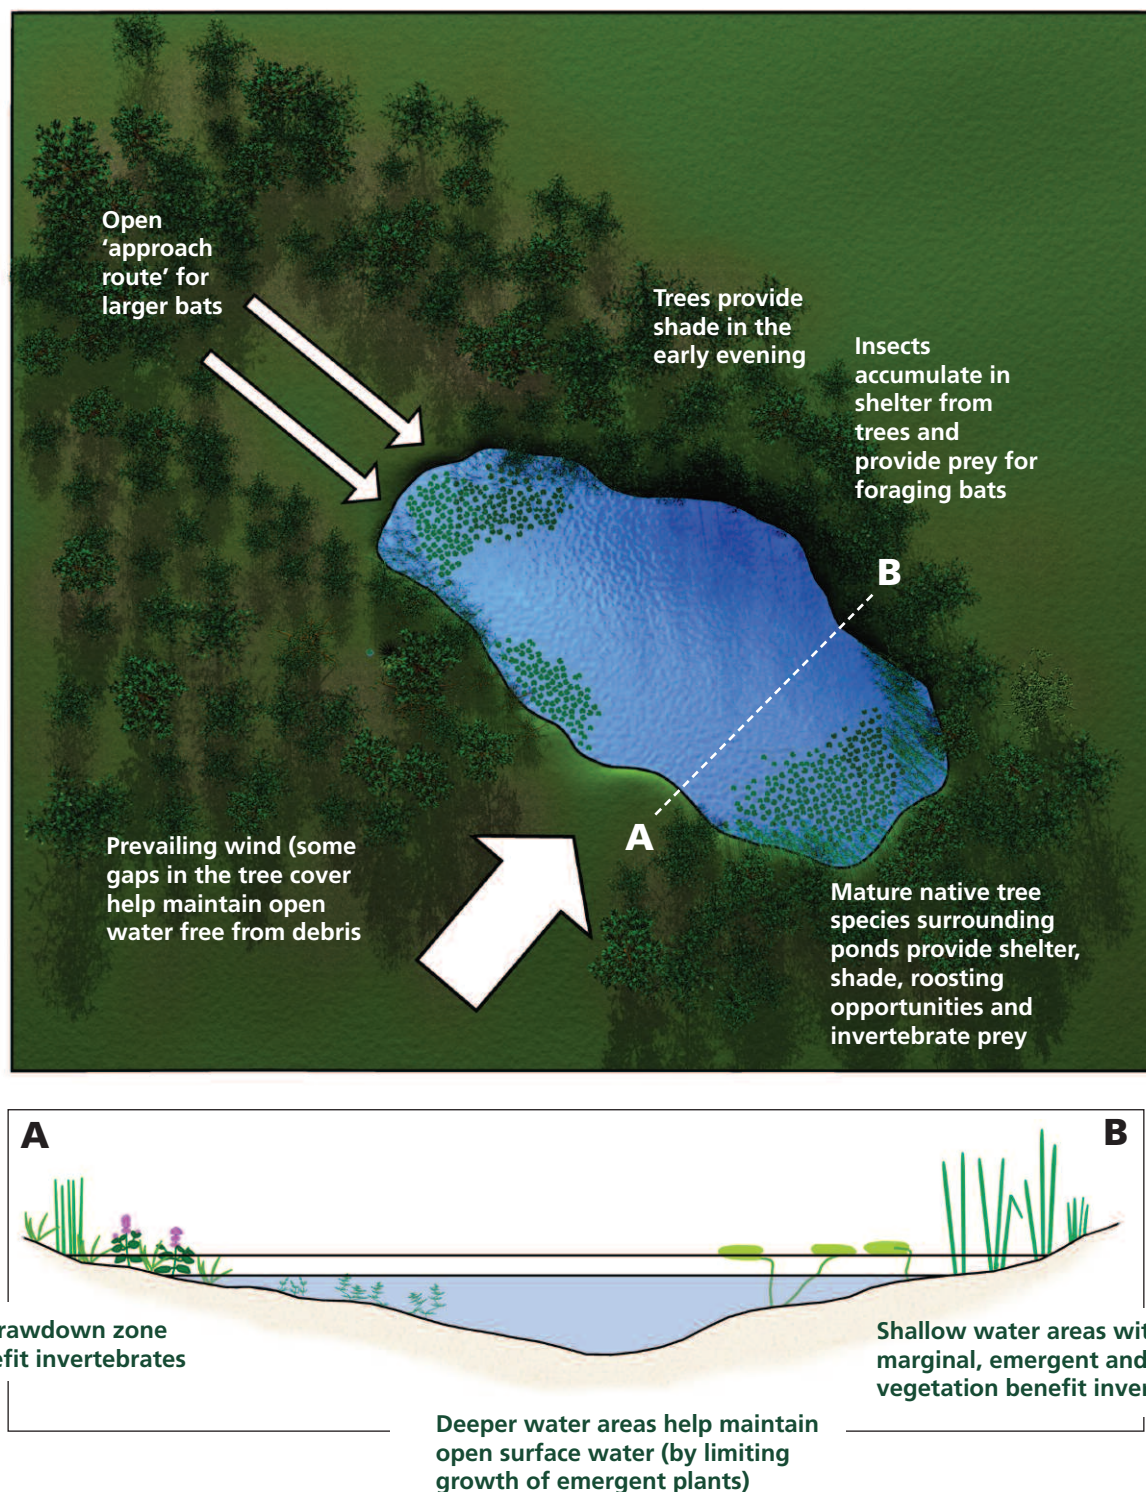 Open
‘approach
route’ for
larger bats
Trees provide
shade in the
early evening
Insects
accumulate in
shelter from
trees and
provide prey for
foraging bats
B
A
Prevailing wind (some
gaps in the tree cover
help maintain open
water free from debris
Mature native tree
species surrounding
ponds provide shelter,
shade, roosting
opportunities and
invertebrate prey
A
B
zone
invertebrates
Shallow water areas
marginal, emergent and
vegetation benefit
Deeper water areas help maintain
open surface water (by limiting
growth of emergent plants)